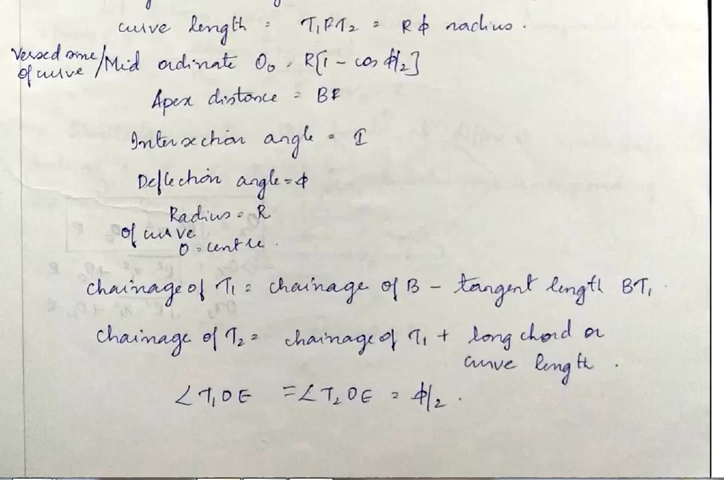 curve length = T₁FT₂ = Rϕ radius.
Versed sine of curve/Mid ordinate O₀ = R[1 - cos ϕ/2]
Apex distance = BF
Intersection angle = I
Deflection angle = ϕ
Radius = R
of curve
O = centre.
chainage of T₁ = chainage of B - tangent length BT₁.
Chainage of T₂ = chainage of T₁ + long chord or
curve length.
∠T₁OE = ∠T₂OE = ϕ/2.